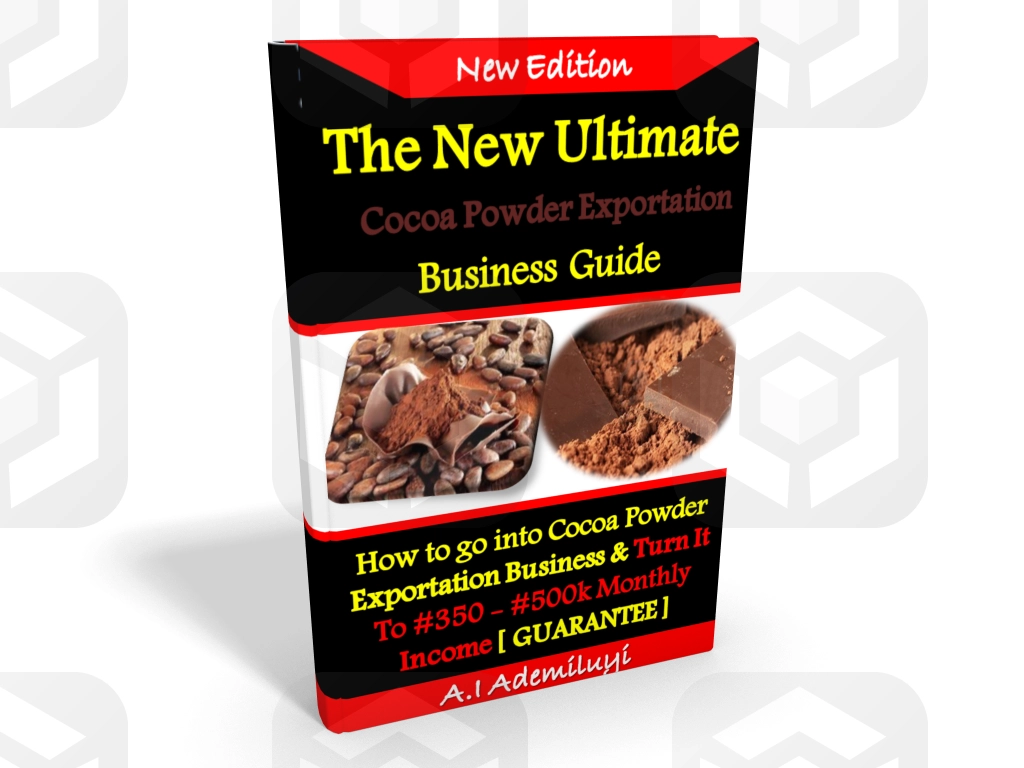 New Edition
The New Ultimate
Cocoa Powder Exportation
Business Guide
How to go into Cocoa Powder
Exportation Business & Turn It
To #350 - #500k Monthly
Income [ GUARANTEE ]
A.I Ademiluyi